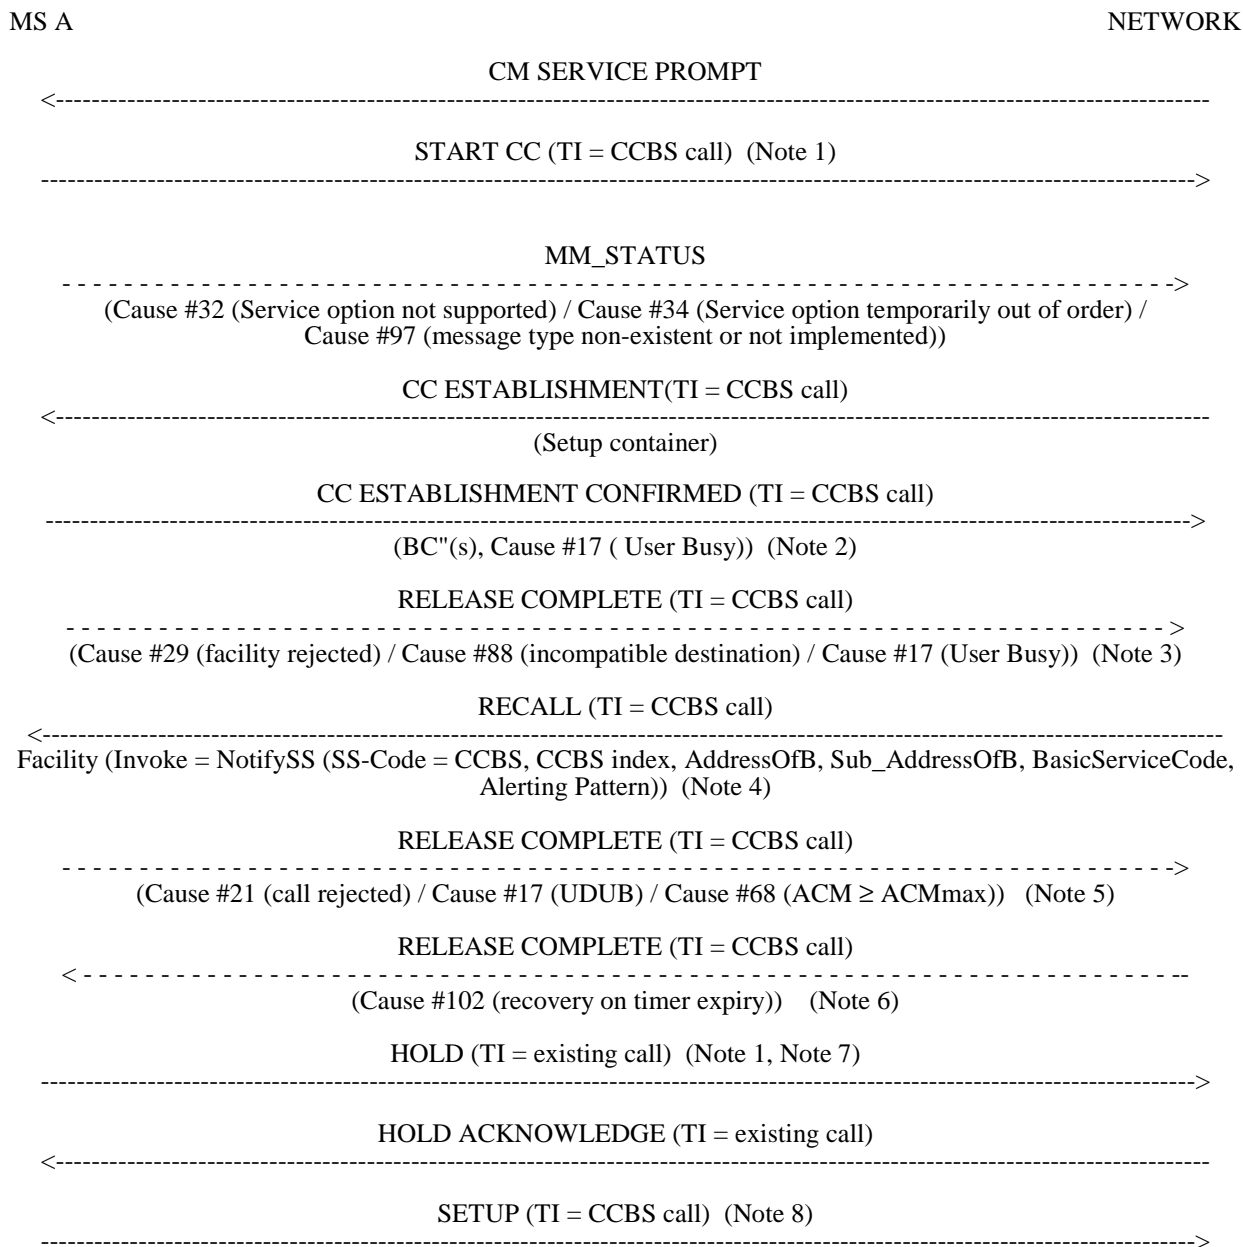 MS A NETWORK
CM SERVICE PROMPT
<----------------------------------------------------------------------------------------------------------------------------------
START CC (TI = CCBS call) (Note 1)
---------------------------------------------------------------------------------------------------------------------------------->
MM_STATUS
- - - - - - - - - - - - - - - - - - - - - - - - - - - - - - - - - - - - - - - - - - - - - - - - - - - - - - - - - - - - - - - - - - - - - - - - ->
(Cause #32 (Service option not supported) / Cause #34 (Service option temporarily out of order) /
Cause #97 (message type non-existent or not implemented))
CC ESTABLISHMENT(TI = CCBS call)
<----------------------------------------------------------------------------------------------------------------------------------
(Setup container)
CC ESTABLISHMENT CONFIRMED (TI = CCBS call)
--------------------------------------------------------------------------------------------------------------------------------->
(BC"(s), Cause #17 ( User Busy)) (Note 2)
RELEASE COMPLETE (TI = CCBS call)
- - - - - - - - - - - - - - - - - - - - - - - - - - - - - - - - - - - - - - - - - - - - - - - - - - - - - - - - - - - - - - - - - - - - - - - >
(Cause #29 (facility rejected) / Cause #88 (incompatible destination) / Cause #17 (User Busy)) (Note 3)
RECALL (TI = CCBS call)
<-------------------------------------------------------------------------------------------------------------------------------------
Facility (Invoke = NotifySS (SS-Code = CCBS, CCBS index, AddressOfB, Sub_AddressOfB, BasicServiceCode,
Alerting Pattern)) (Note 4)
RELEASE COMPLETE (TI = CCBS call)
- - - - - - - - - - - - - - - - - - - - - - - - - - - - - - - - - - - - - - - - - - - - - - - - - - - - - - - - - - - - - - - - - - - - - - - - ->
(Cause #21 (call rejected) / Cause #17 (UDUB) / Cause #68 (ACM ≥ ACMmax)) (Note 5)
RELEASE COMPLETE (TI = CCBS call)
< - - - - - - - - - - - - - - - - - - - - - - - - - - - - - - - - - - - - - - - - - - - - - - - - - - - - - - - - - - - - - - - - - - - - - - --
(Cause #102 (recovery on timer expiry)) (Note 6)
HOLD (TI = existing call) (Note 1, Note 7)
---------------------------------------------------------------------------------------------------------------------------------->
HOLD ACKNOWLEDGE (TI = existing call)
<----------------------------------------------------------------------------------------------------------------------------------
SETUP (TI = CCBS call) (Note 8)
---------------------------------------------------------------------------------------------------------------------------------->